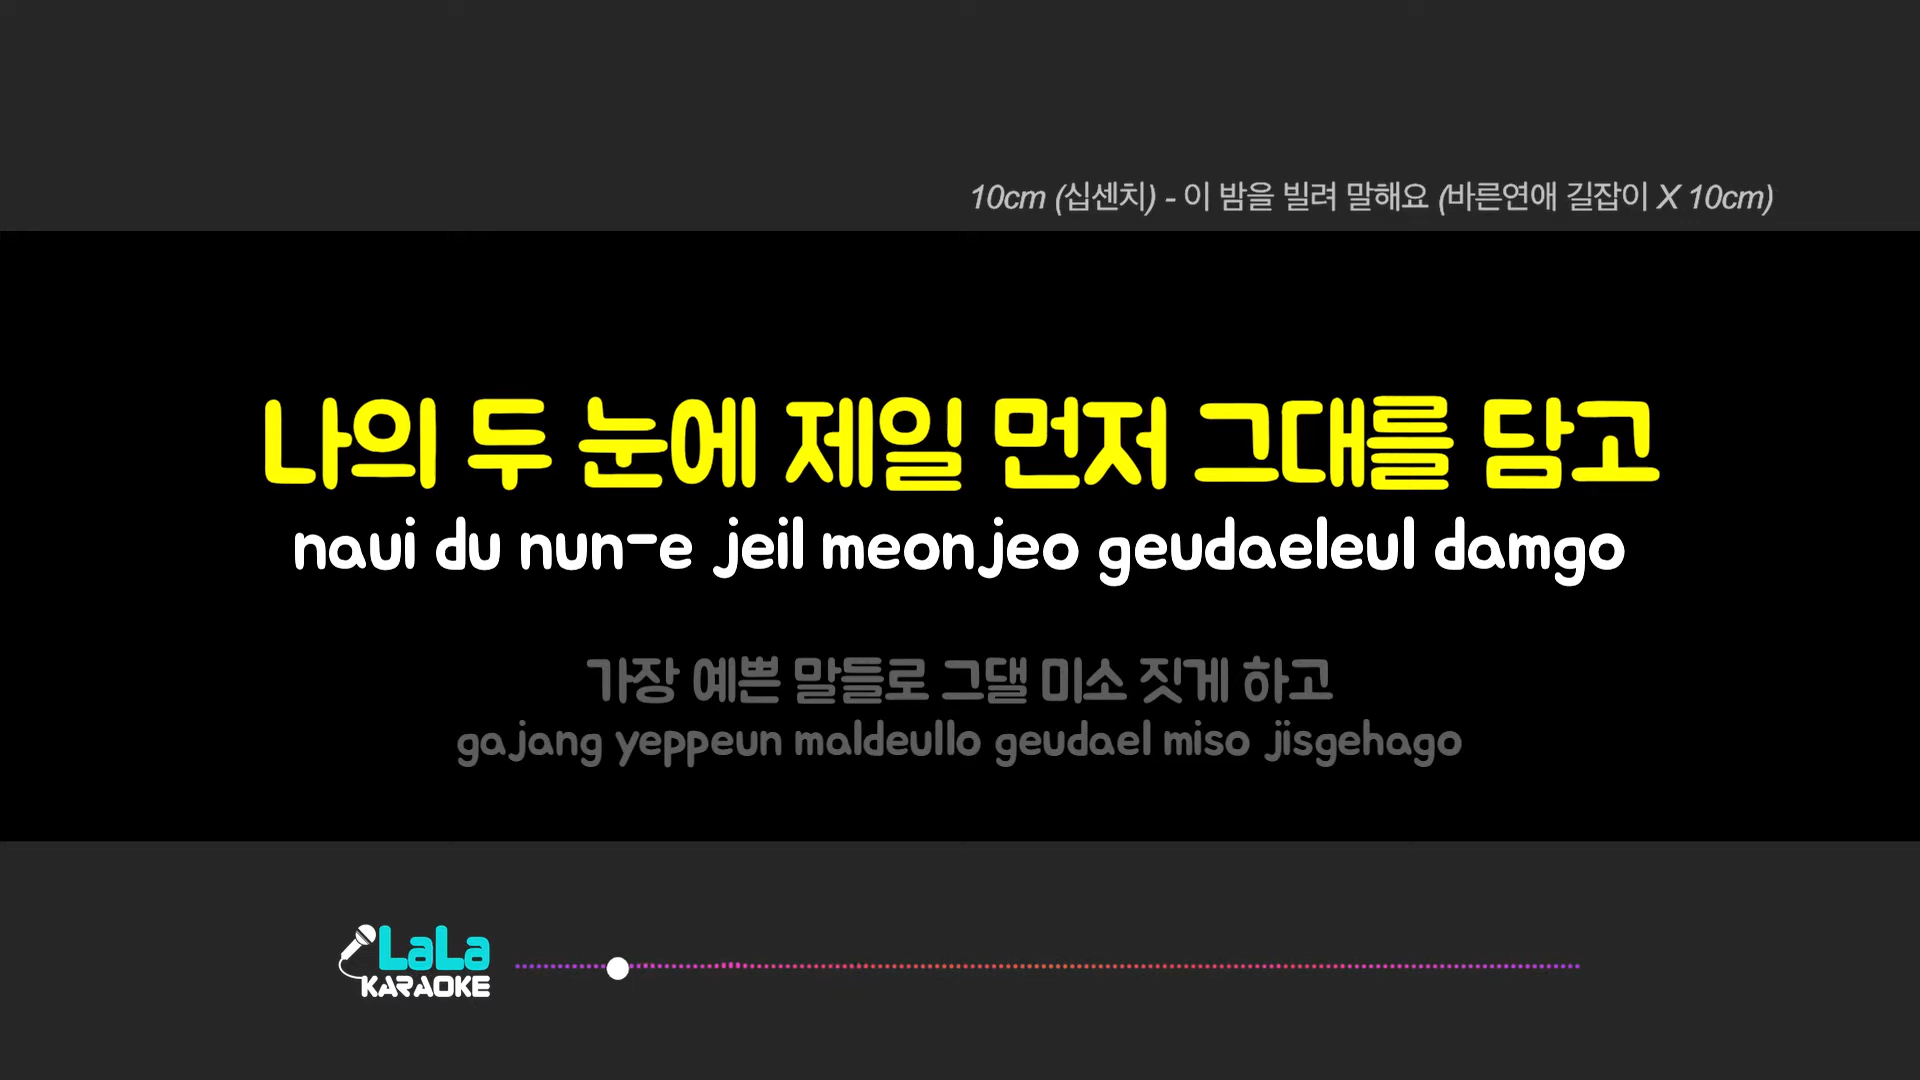 10cm (십센치) - 이 밤을 빌려 말해요 (바른연애 길잡이 X 10cm)
나의 두 눈에 제일 먼저 그대를 담고
naui du nun-e jeil meonjeo geudaeleul damgo
가장 예쁜 말들로 그댈 미소 짓게 하고
gajang yeppeun maldeullo geudael miso jisgehago
LaLa
KARAOKE